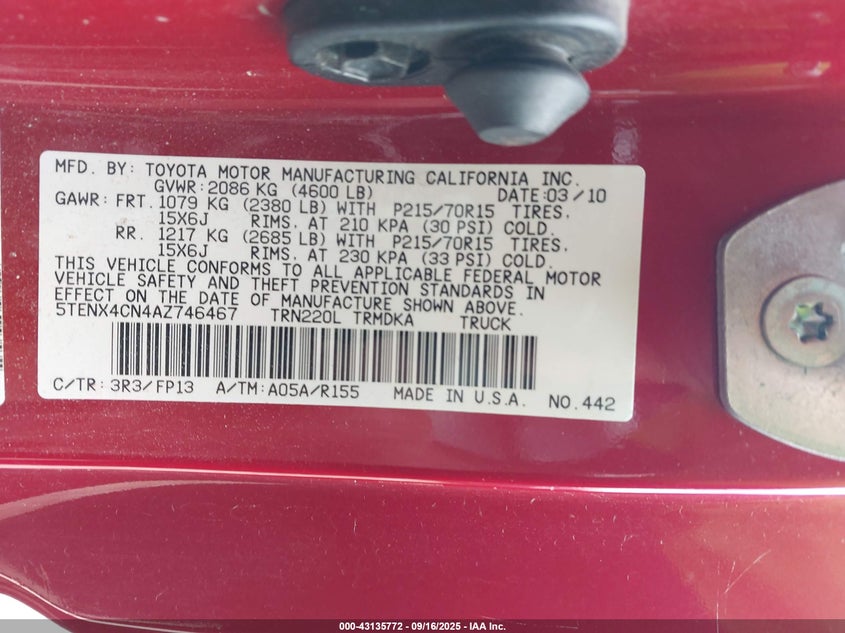 MFD. BY: TOYOTA MOTOR MANUFACTURING CALIFORNIA INC.
GVWR: 2086 KG (4600 LB) DATE: 03/10
GAWR: FRT. 1079 KG (2380 LB) WITH P215/70R15 TIRES.
15X6J RIMS. AT 210 KPA (30 PSI) COLD.
RR. 1217 KG (2685 LB) WITH P215/70R15 TIRES.
15X6J RIMS. AT 230 KPA (33 PSI) COLD.
THIS VEHICLE CONFORMS TO ALL APPLICABLE FEDERAL MOTOR
VEHICLE SAFETY AND THEFT PREVENTION STANDARDS IN
EFFECT ON THE DATE OF MANUFACTURE SHOWN ABOVE.
5TENX4CN4AZ746467 TRN220L TRMDKA TRUCK
C/TR: 3R3/FP13 A/TM: A05A/R155 MADE IN U.S.A. NO. 442
000-43135772 - 09/16/2025 - IAA Inc.